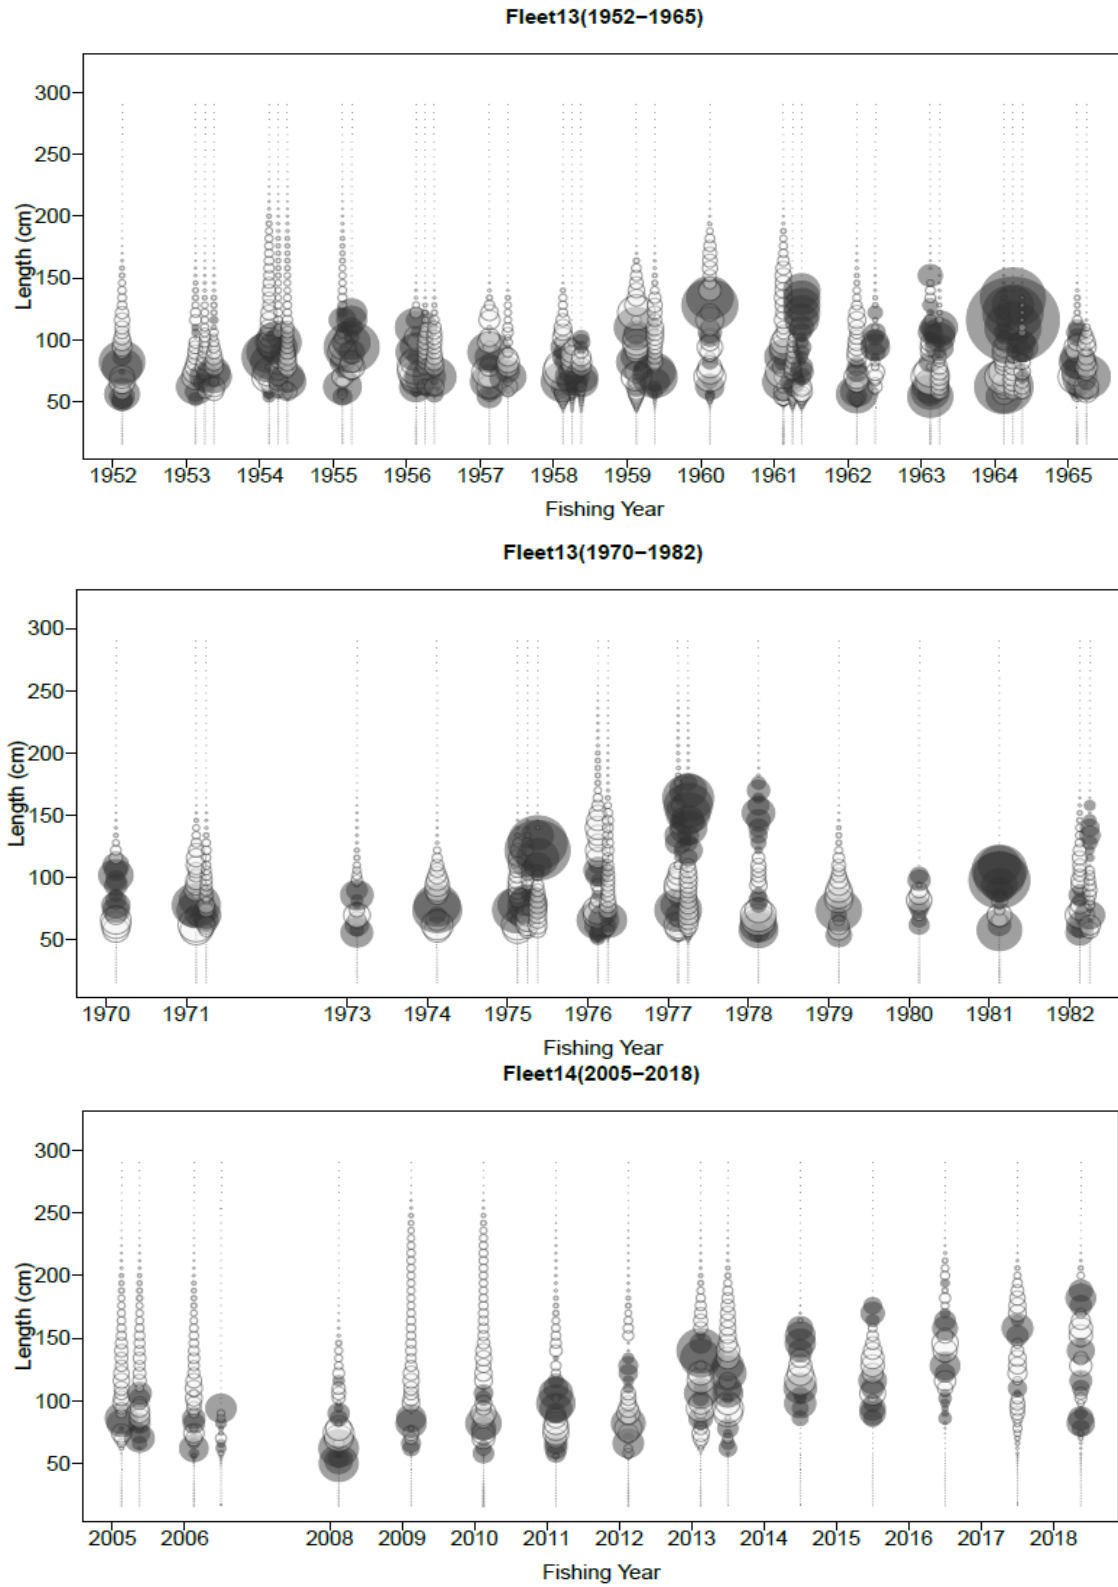 Fleet13(1952−1965)
300
250
200
150
100
50
Length (cm)
1952 1953 1954 1955 1956 1957 1958 1959 1960 1961 1962 1963 1964 1965
Fishing Year
Fleet13(1970−1982)
300
250
200
150
100
50
Length (cm)
1970 1971 1973 1974 1975 1976 1977 1978 1979 1980 1981 1982
Fishing Year
Fleet14(2005−2018)
300
250
200
150
100
50
Length (cm)
2005 2006 2008 2009 2010 2011 2012 2013 2014 2015 2016 2017 2018
Fishing Year